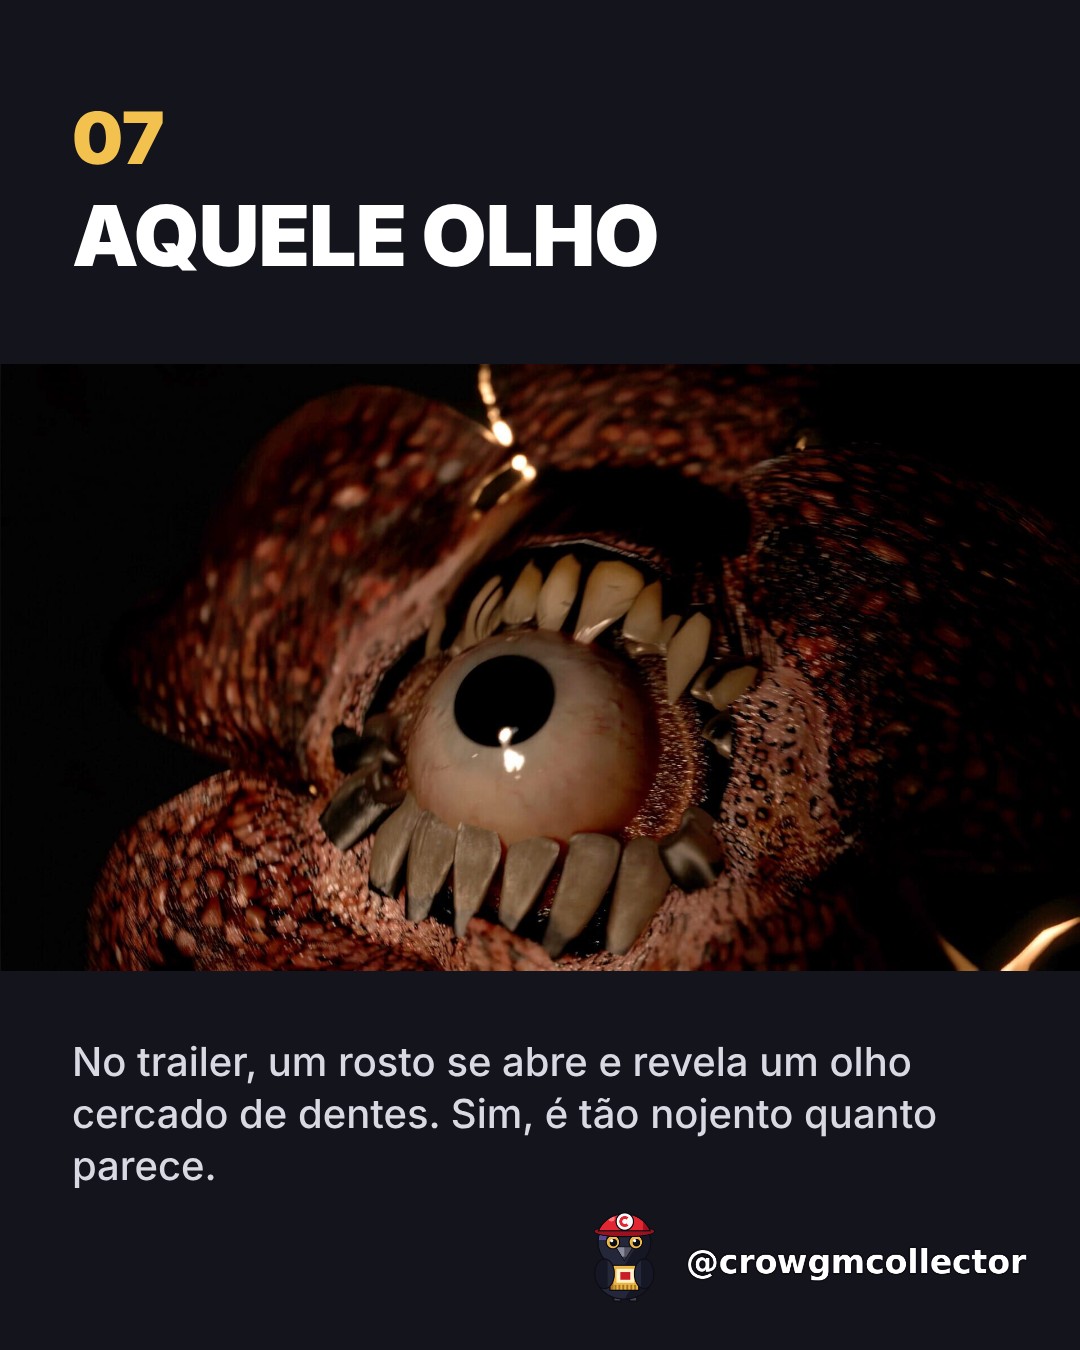 07
AQUELE OLHO
No trailer, um rosto se abre e revela um olho
cercado de dentes. Sim, é tão nojento quanto
parece.
C
@crowgmcollector